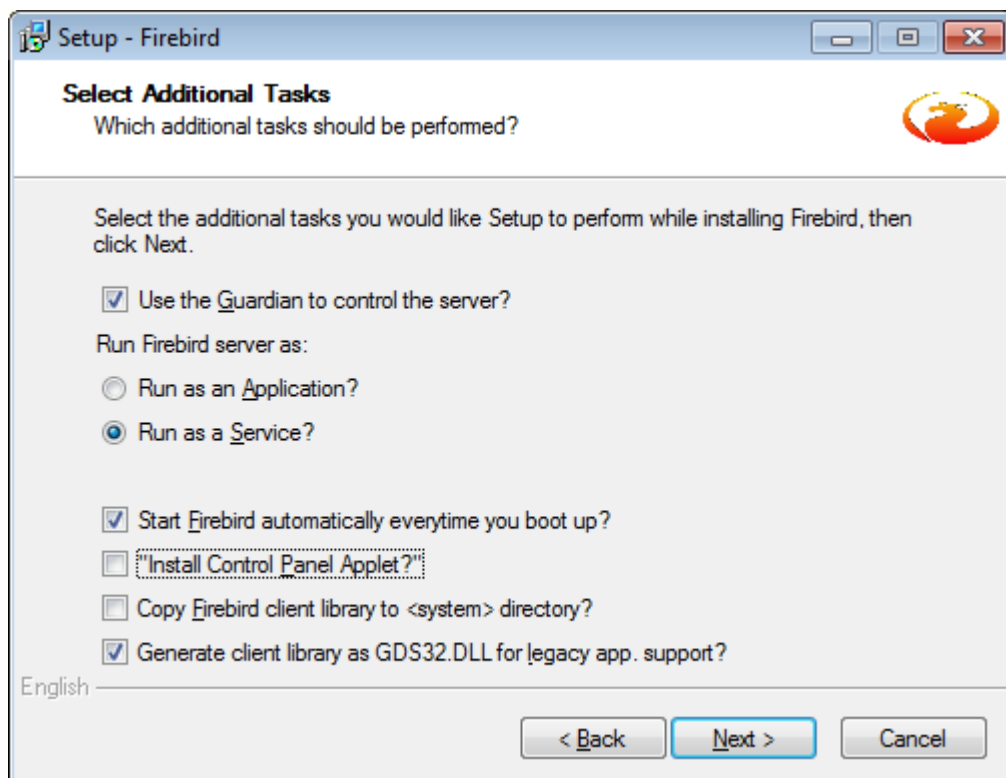 Setup - Firebird
Select Additional Tasks
Which additional tasks should be performed?
Select the additional tasks you would like Setup to perform while installing Firebird, then
click Next.
Use the Guardian to control the server?
Run Firebird server as:
Run as an Application?
Run as a Service?
Start Firebird automatically everytime you boot up?
"Install Control Panel Applet?"
Copy Firebird client library to <system> directory?
Generate client library as GDS32.DLL for legacy app. support?
English
< Back
Next >
Cancel